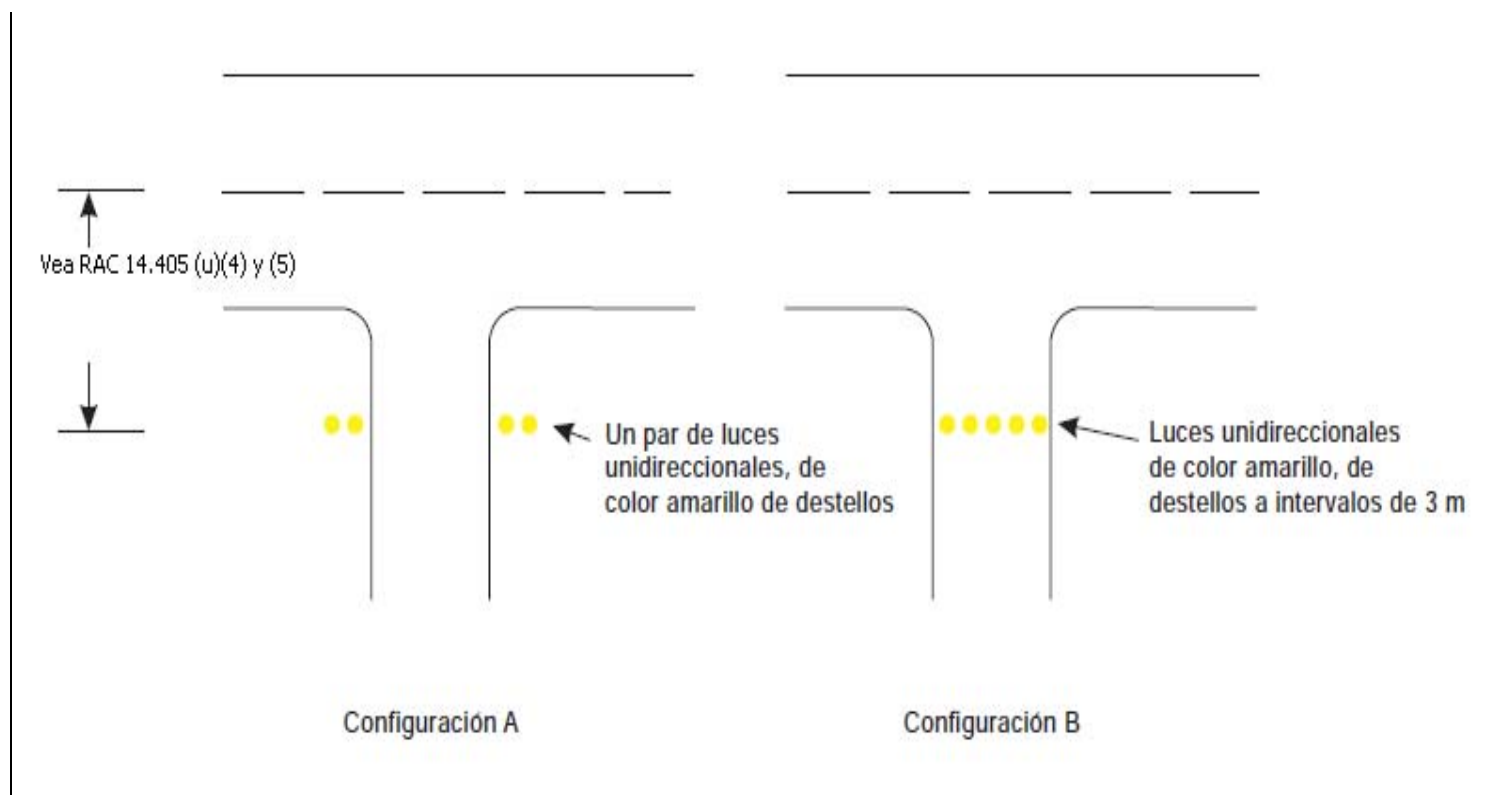 Vea RAC 14.405 (u)(4) y (5)
Un par de luces
unidireccionales, de
color amarillo de destellos
Luces unidireccionales
de color amarillo, de
destellos a intervalos de 3 m
Configuración A
Configuración B